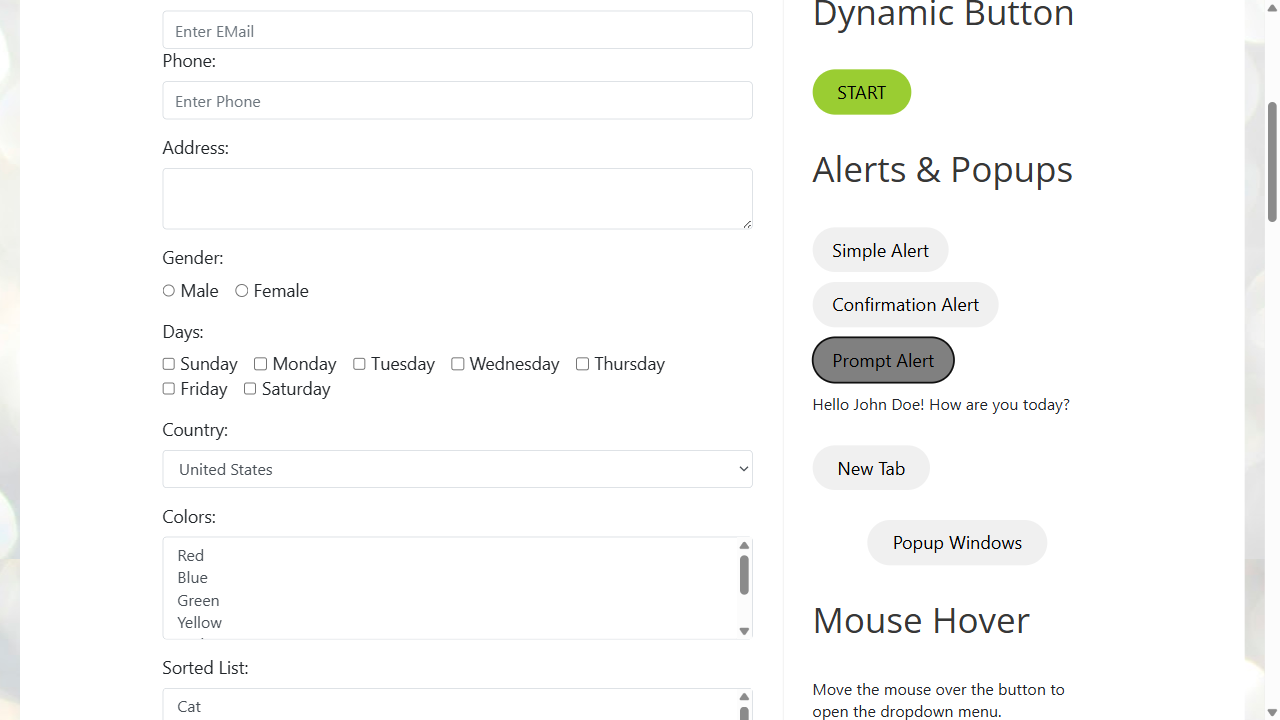 Enter EMail
Phone:
Enter Phone
Address:
Gender:
Male Female
Days:
Sunday Monday Tuesday Wednesday Thursday
Friday Saturday
Country:
United States
Colors:
Red
Blue
Green
Yellow
Sorted List:
Cat
Dynamic Button
START
Alerts & Popups
Simple Alert
Confirmation Alert
Prompt Alert
Hello John Doe! How are you today?
New Tab
Popup Windows
Mouse Hover
Move the mouse over the button to
open the dropdown menu.